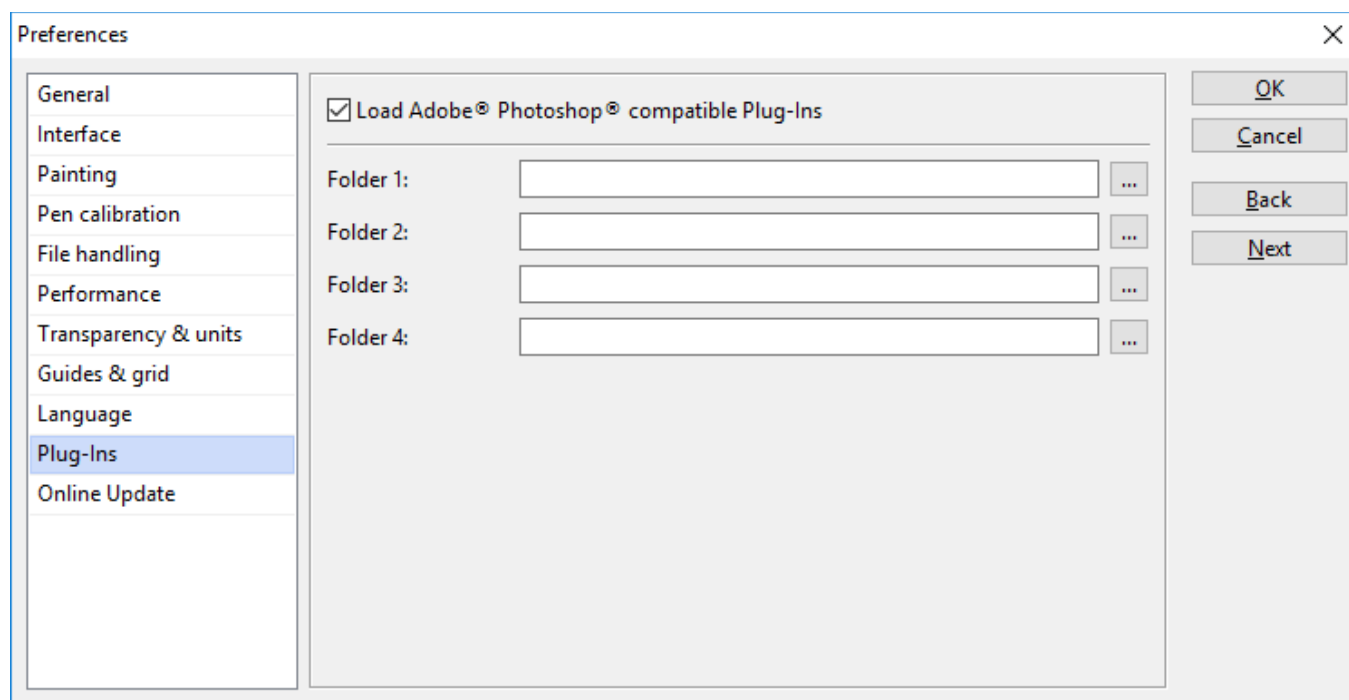 Preferences
General
Interface
Painting
Pen calibration
File handling
Performance
Transparency & units
Guides & grid
Language
Plug-Ins
Online Update
Load Adobe® Photoshop® compatible Plug-Ins
Folder 1:
...
Folder 2:
...
Folder 3:
...
Folder 4:
...
OK
Cancel
Back
Next